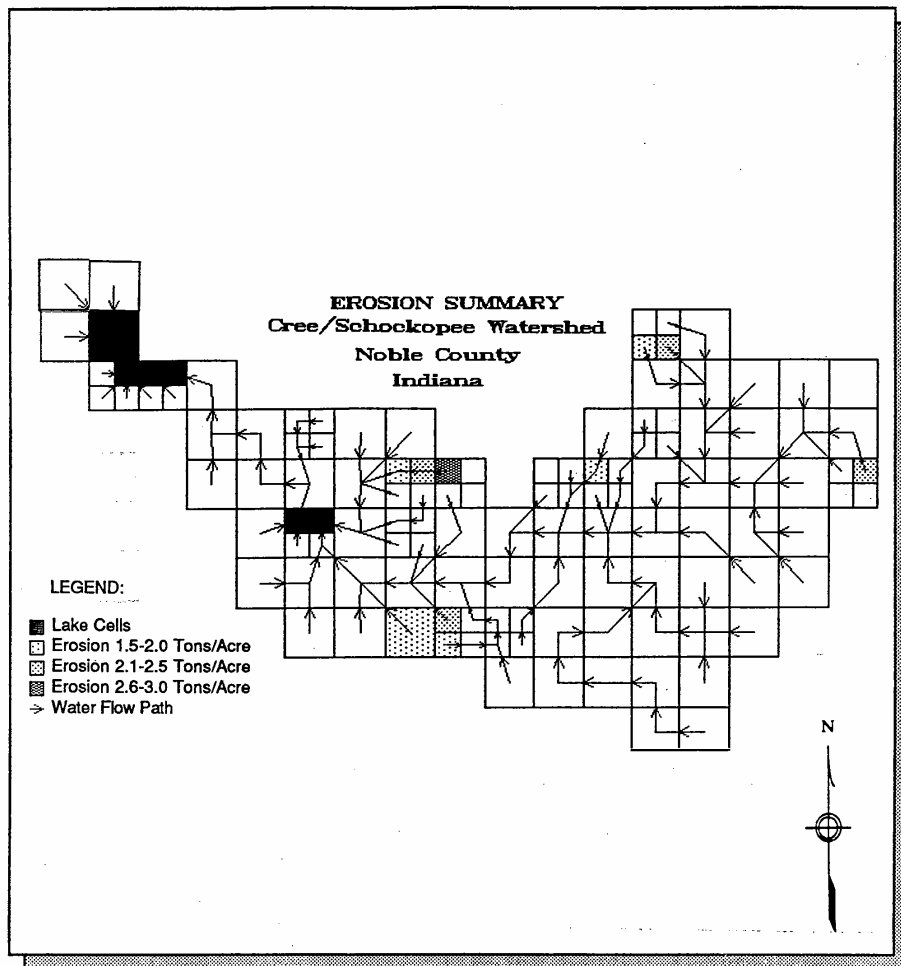 EROSION SUMMARY
Cree/Schockopee Watershed
Noble County
Indiana
LEGEND:
Lake Cells
Erosion 1.5-2.0 Tons/Acre
Erosion 2.1-2.5 Tons/Acre
Erosion 2.6-3.0 Tons/Acre
Water Flow Path
N